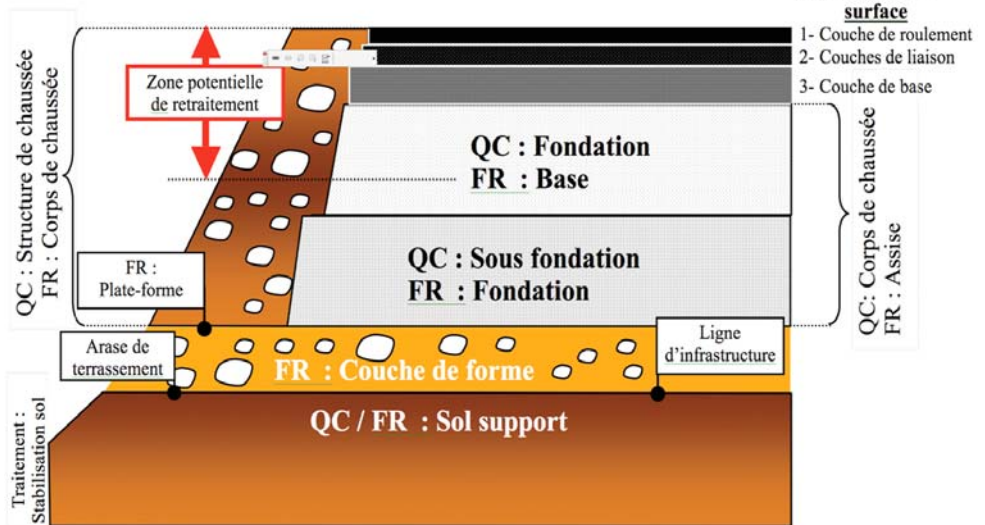 surface
1- Couche de roulement
2- Couches de liaison
3- Couche de base
QC : Structure de chaussée
FR : Corps de chaussée
Zone potentielle
de retraitement
QC : Fondation
FR : Base
QC : Sous fondation
FR : Fondation
QC: Corps de chaussée
FR : Assise
FR :
Plate-forme
Arase de
terrassement
Ligne
d'infrastructure
FR : Couche de forme
QC / FR : Sol support
Traitement :
Stabilisation sol